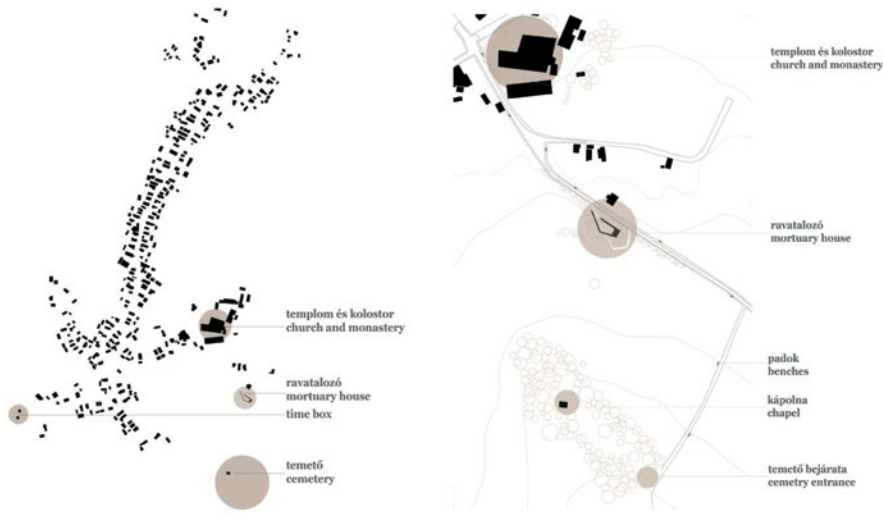 templom és kolostor
church and monastery
ravatalozó
mortuary house
time box
temető
cemetery
templom és kolostor
church and monastery
ravatalozó
mortuary house
padok
benches
kápolna
chapel
temető bejárata
cemetry entrance